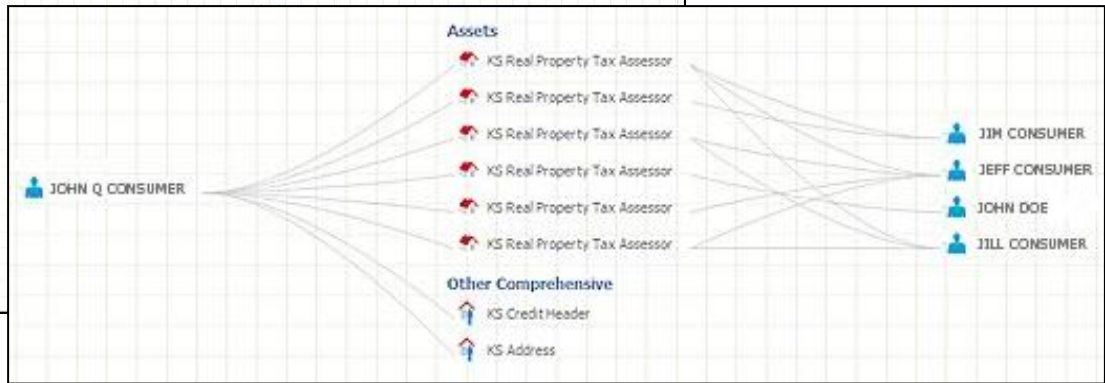 Assets
KS Real Property Tax Assessor
KS Real Property Tax Assessor
KS Real Property Tax Assessor
KS Real Property Tax Assessor
KS Real Property Tax Assessor
KS Real Property Tax Assessor
JOHN Q CONSUMER
JIM CONSUMER
JEFF CONSUMER
JOHN DOE
JILL CONSUMER
Other Comprehensive
KS Credit Header
KS Address